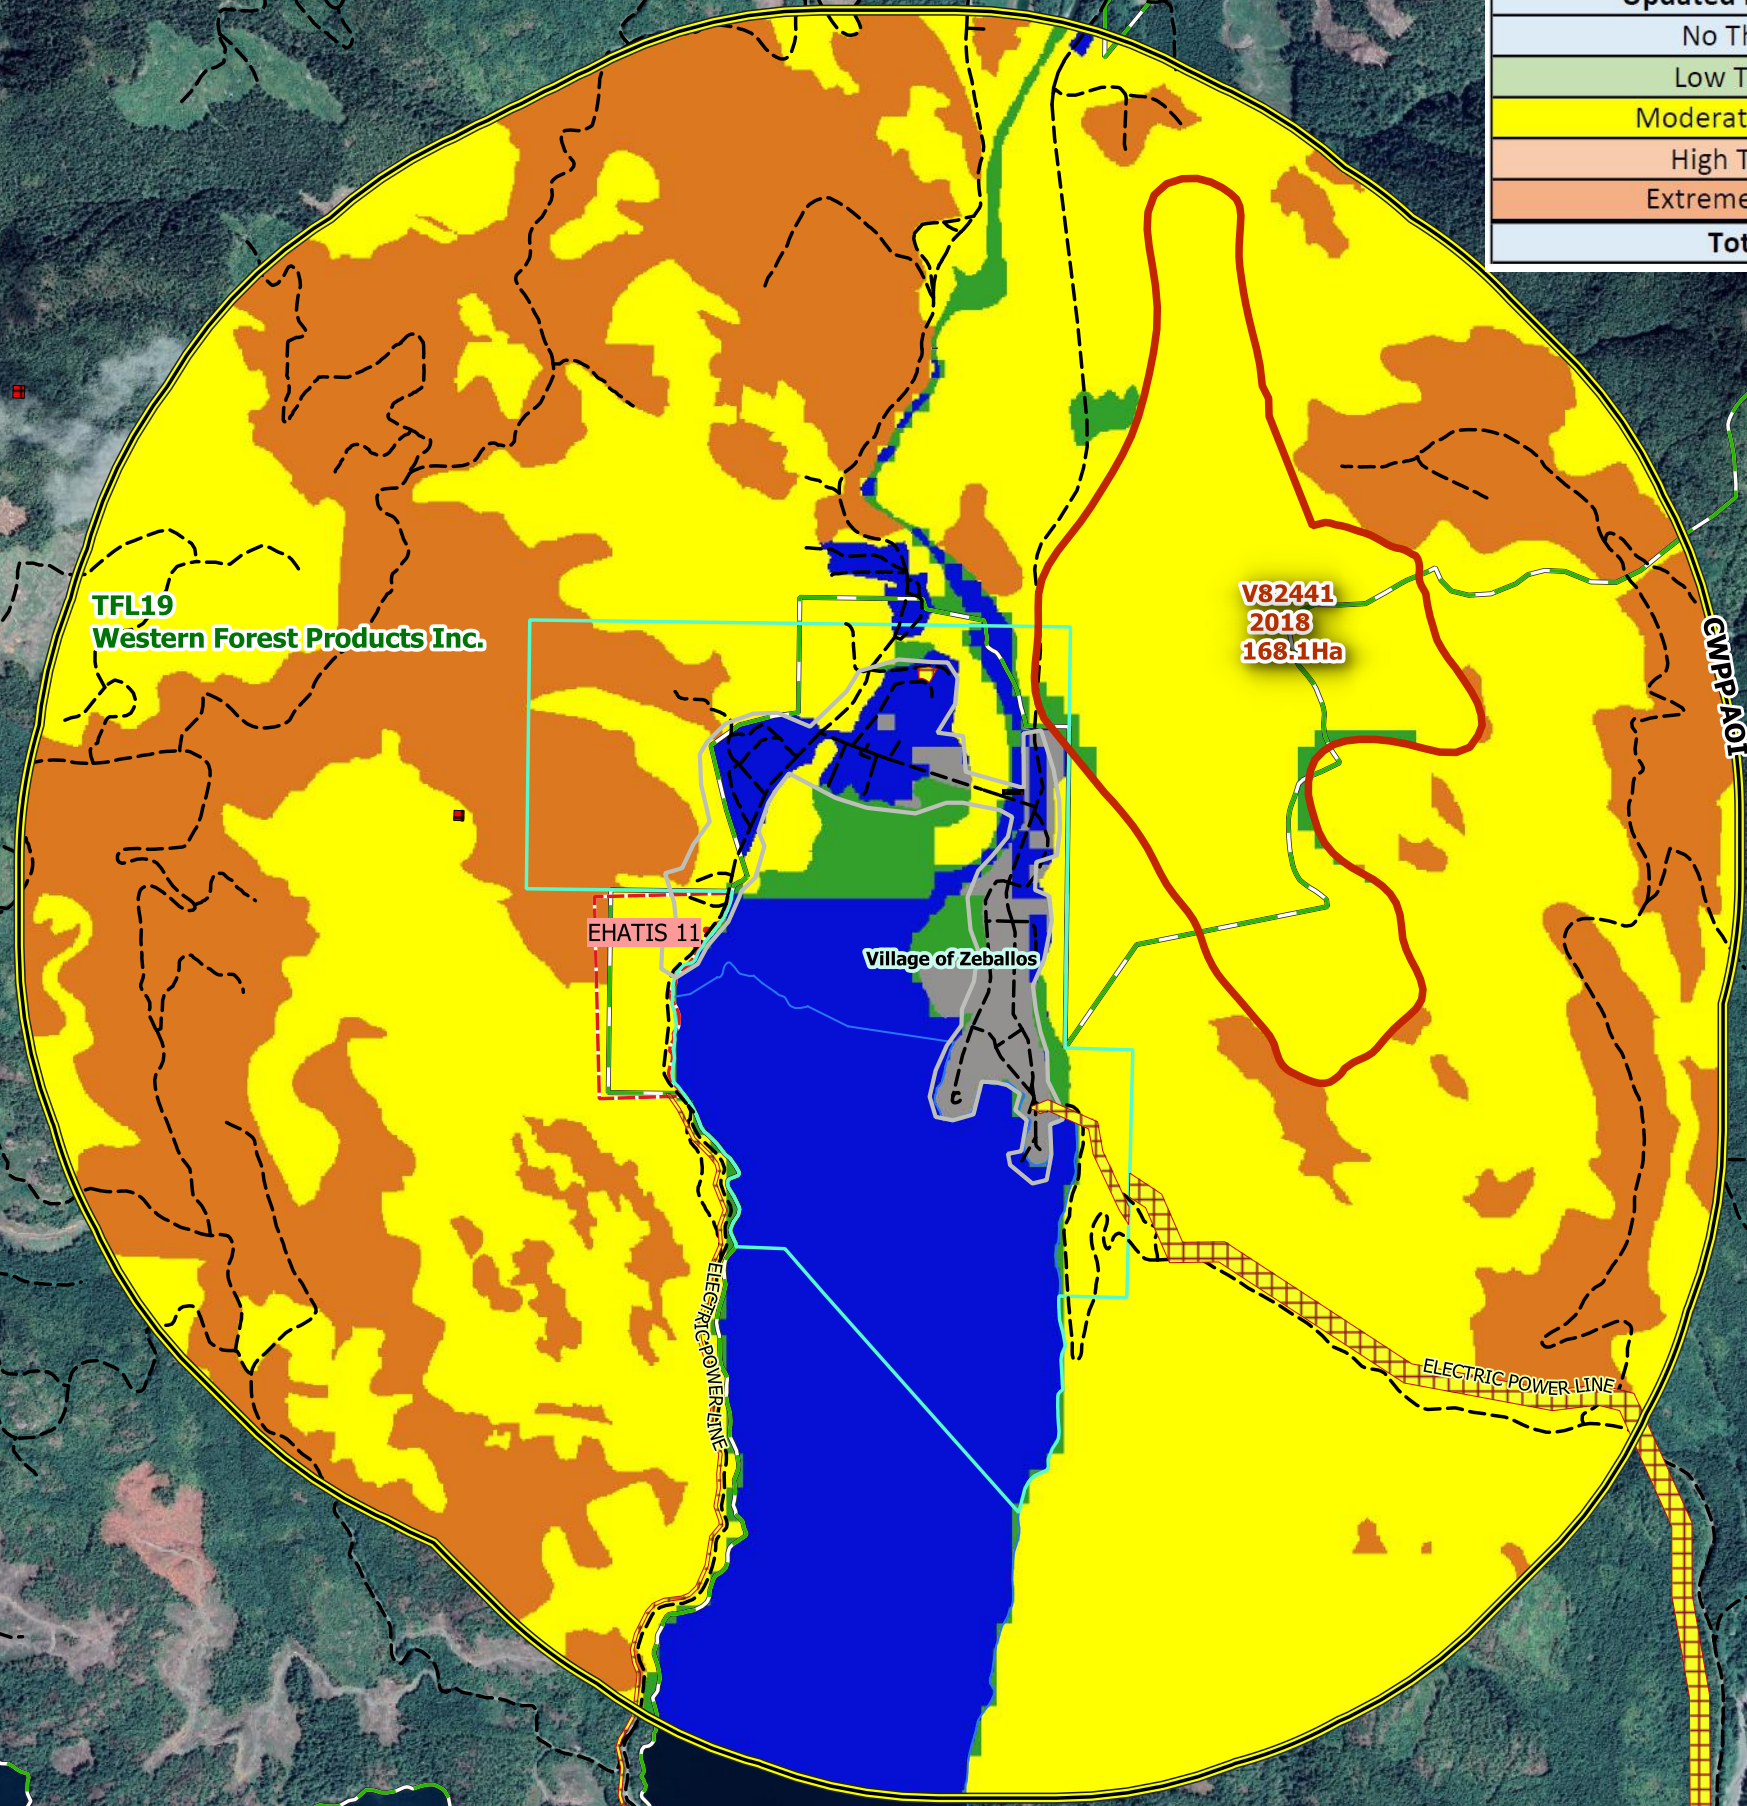 Updated
No Th
Low T
Moderat
High T
Extreme
Tot
TFL19
Western Forest Products Inc.
V82441
2018
168.1Ha
CWPP AOI
EHATIS 11
Village of Zeballos
ELECTRIC POWER LINE
ELECTRIC POWER LINE